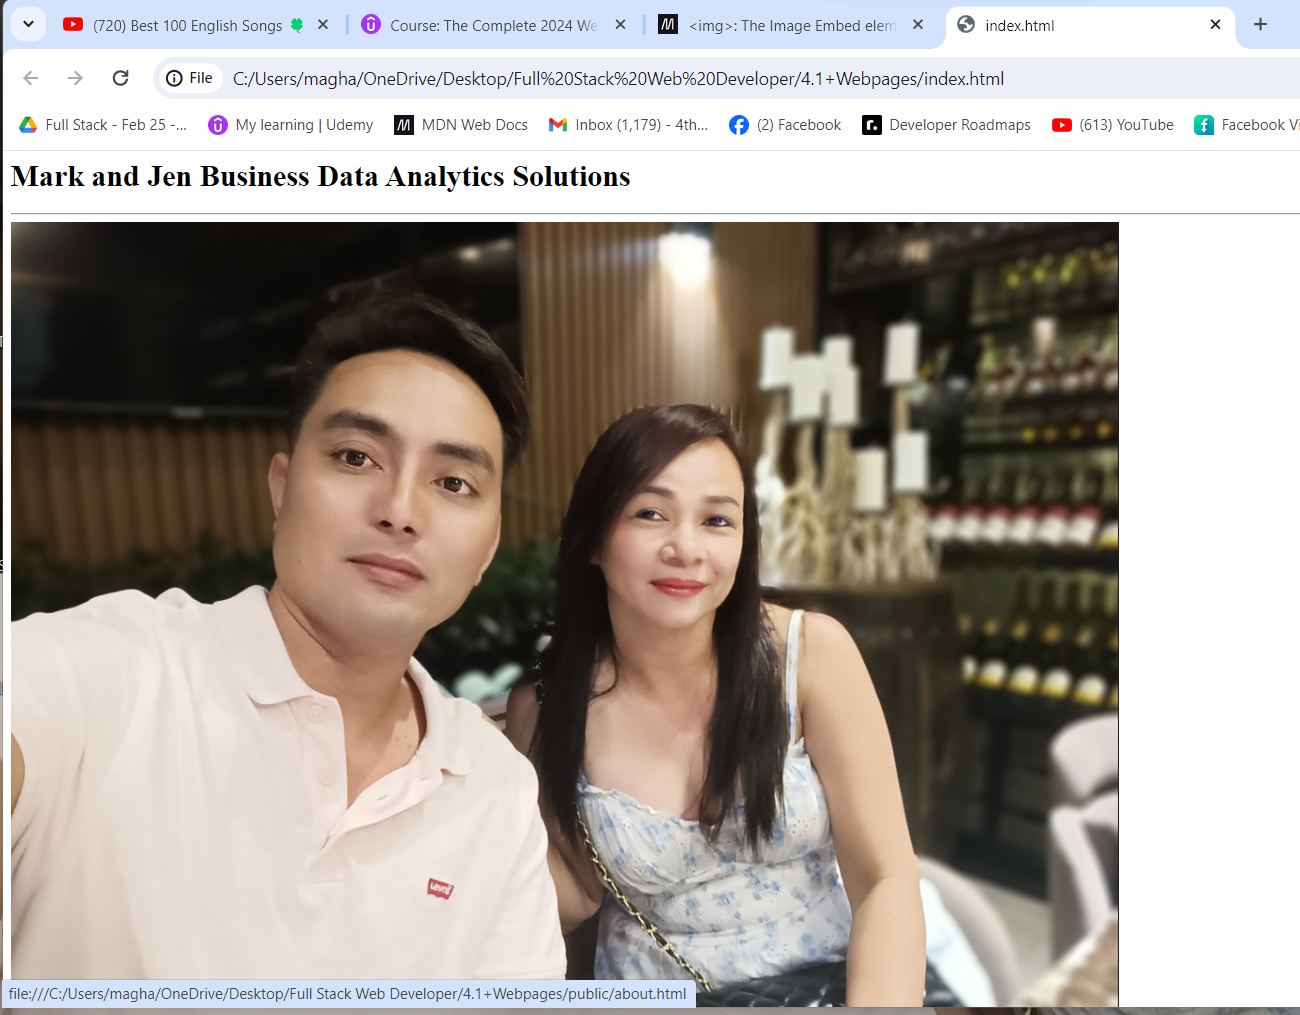 (720) Best 100 English Songs 🍀
Course: The Complete 2024 We
<img>: The Image Embed elem
index.html
File
C:/Users/magha/OneDrive/Desktop/Full%20Stack%20Web%20Developer/4.1+Webpages/index.html
Full Stack - Feb 25 -...
My learning | Udemy
MDN Web Docs
Inbox (1,179) - 4th...
(2) Facebook
Developer Roadmaps
(613) YouTube
Facebook Vi
Mark and Jen Business Data Analytics Solutions
Levi's
file:///C:/Users/magha/OneDrive/Desktop/Full Stack Web Developer/4.1+Webpages/public/about.html